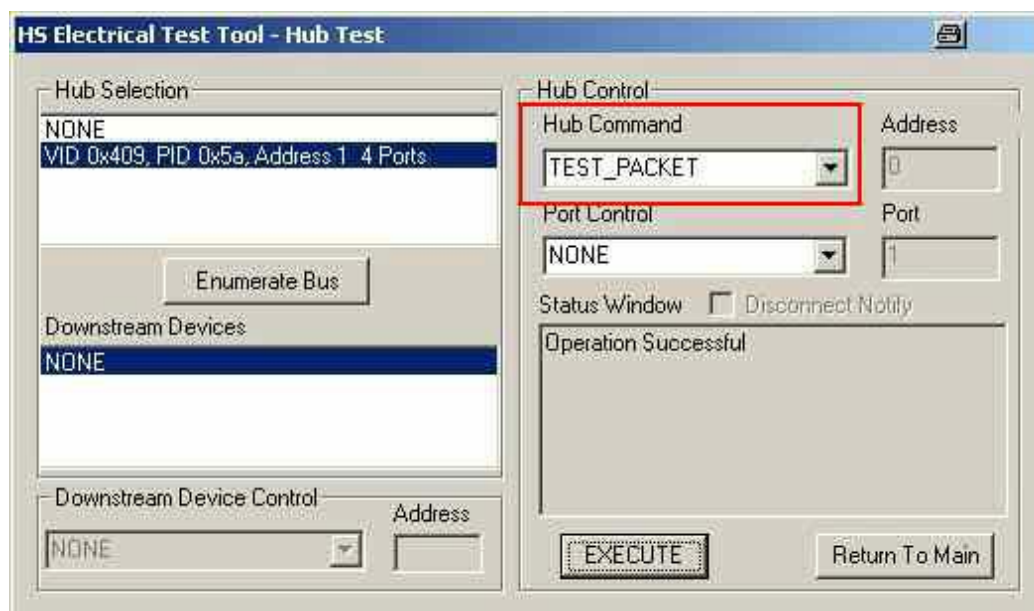 HS Electrical Test Tool - Hub Test
Hub Selection
NONE
VID 0x409, PID 0x5a, Address 1 4 Ports
Enumerate Bus
Downstream Devices
NONE
Downstream Device Control
Address
NONE
Hub Control
Hub Command
Address
TEST_PACKET
0
Port Control
Port
NONE
1
Status Window
Disconnect Notify
Operation Successful
EXECUTE
Return To Main